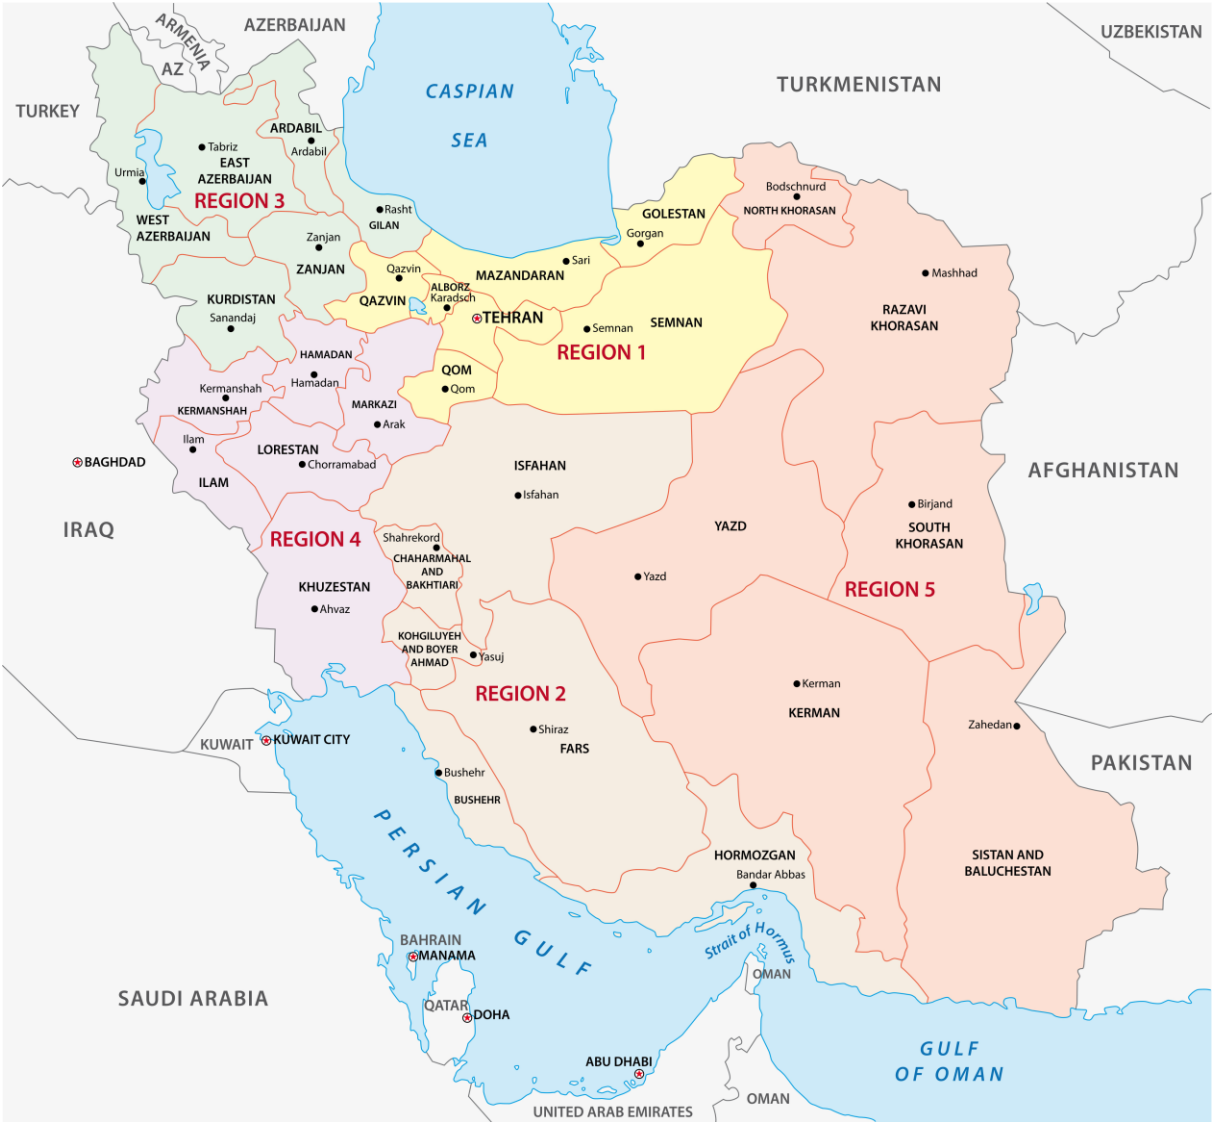 ARMENIA
AZERBAIJAN
AZ
UZBEKISTAN
TURKMENISTAN
TURKEY
CASPIAN
SEA
ARDABIL
Ardabil
Tabriz
EAST
AZERBAIJAN
Urmia
REGION 3
WEST
AZERBAIJAN
Rasht
GILAN
Zanjan
ZANJAN
KURDISTAN
Sanandaj
Bodschnurd
NORTH KHORASAN
GOLESTAN
Gorgan
Sari
MAZANDARAN
Qazvin
QAZVIN
ALBORZ
Karadsch
TEHRAN
Semnan
SEMNAN
REGION 1
Mashhad
RAZAVI
KHORASAN
HAMADAN
Hamadan
QOM
Qom
Kermanshah
KERMANSHAH
MARKAZI
Arak
Ilam
ILAM
LORESTAN
Chorramabad
BAGHDAD
IRAQ
ISFAHAN
Isfahan
AFGHANISTAN
REGION 4
KHUZESTAN
Ahvaz
Shahrekord
CHAHARMAHAL
AND
BAKHTIARI
YAZD
Yazd
Birjand
SOUTH
KHORASAN
REGION 5
KOHGILUYEH
AND BOYER
AHMAD
Yasuj
REGION 2
Shiraz
FARS
Kerman
KERMAN
Zahedan
PAKISTAN
KUWAIT
KUWAIT CITY
Bushehr
BUSHEHR
PERSIAN
GULF
HORMOZGAN
Bandar Abbas
SISTAN AND
BALUCHESTAN
Strait of Hormus
BAHRAIN
MANAMA
OMAN
SAUDI ARABIA
QATAR
DOHA
ABU DHABI
GULF
OF OMAN
UNITED ARAB EMIRATES
OMAN